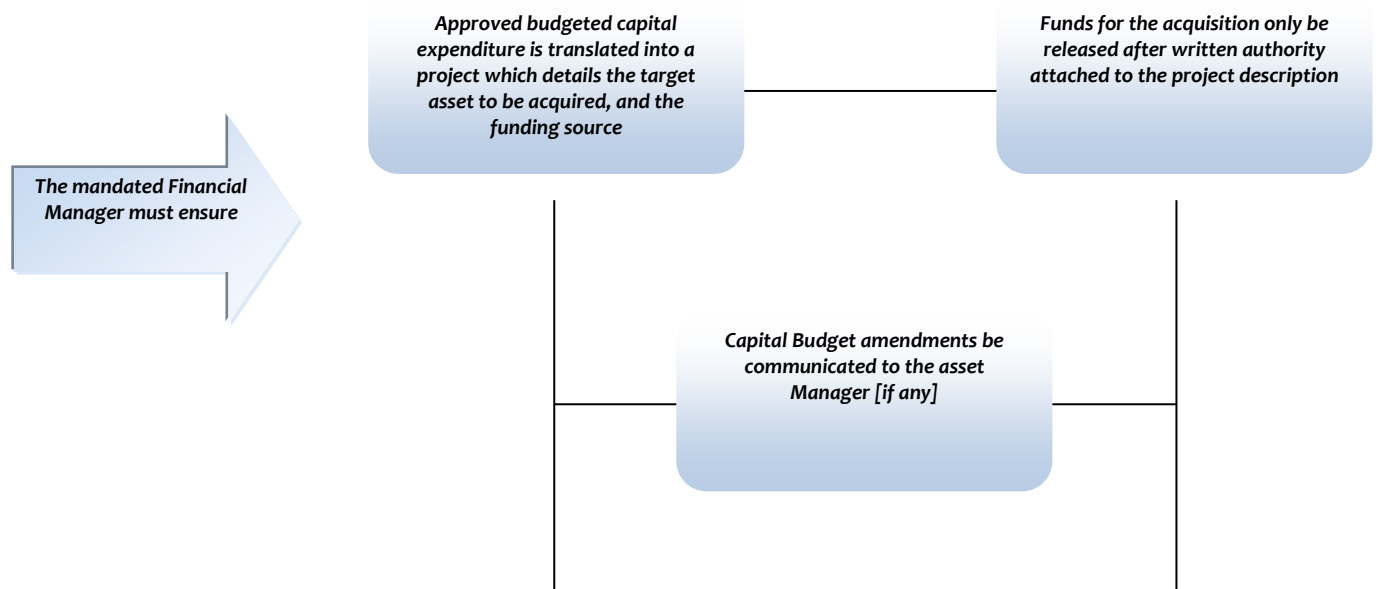 The mandated Financial
Manager must ensure
Approved budgeted capital
expenditure is translated into a
project which details the target
asset to be acquired, and the
funding source
Funds for the acquisition only be
released after written authority
attached to the project description
Capital Budget amendments be
communicated to the asset
Manager [if any]